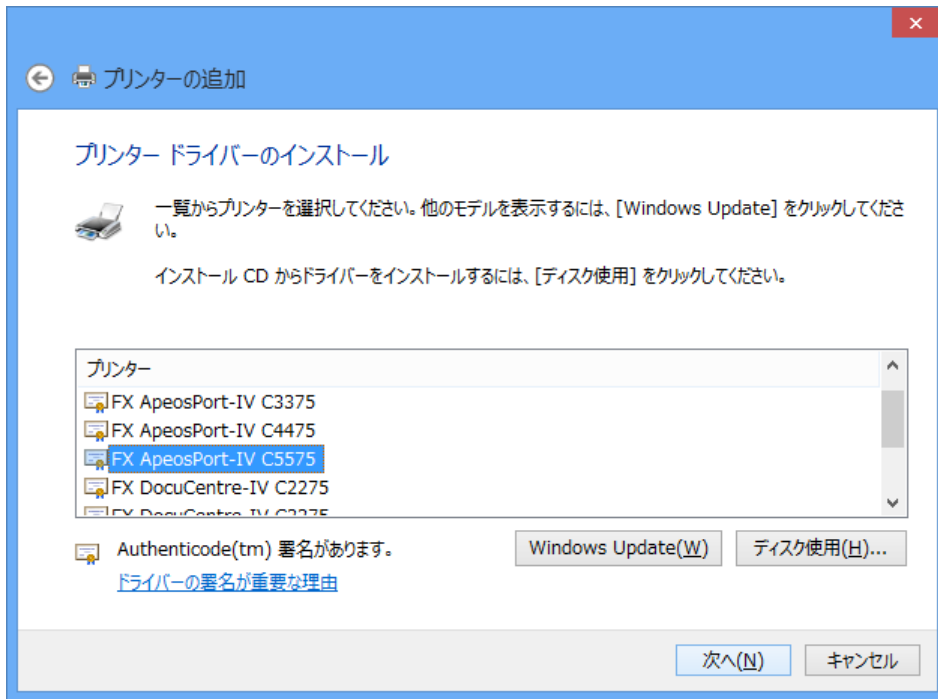 プリンターの追加
プリンター ドライバーのインストール
一覧からプリンターを選択してください。他のモデルを表示するには、[Windows Update] をクリックしてくださ
い。
インストール CD からドライバーをインストールするには、[ディスク使用] をクリックしてください。
プリンター
FX ApeosPort-IV C3375
FX ApeosPort-IV C4475
FX ApeosPort-IV C5575
FX DocuCentre-IV C2275
FX DocuCentre-IV C3375
Authenticode(tm) 署名があります。
Windows Update(W)
ディスク使用(H)...
ドライバーの署名が重要な理由
次へ(N)
キャンセル